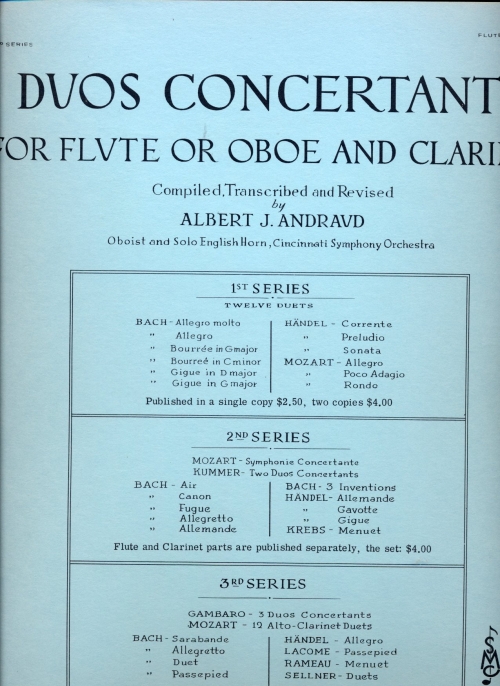 SERIES
FLUTE
DVOS CONCERTANT
FOR FLVTE OR OBOE AND CLARI
Compiled, Transcribed and Revised
by
ALBERT J. ANDRAVD
Oboist and Solo English Horn, Cincinnati Symphony Orchestra
1ST SERIES
TWELVE DUETS
BACH - Allegro molto
" Allegro
" Bourrée in G major
" Bourreé in C minor
" Gigue in D major
" Gigue in G major
HÄNDEL - Corrente
" Preludio
" Sonata
MOZART - Allegro
" Poco Adagio
" Rondo
Published in a single copy $2.50, two copies $4.00
2ND SERIES
MOZART - Symphonie Concertante
KUMMER - Two Duos Concertants
BACH - Air
" Canon
" Fugue
" Allegretto
" Allemande
BACH - 3 Inventions
HÄNDEL - Allemande
" Gavotte
" Gigue
KREBS - Menuet
Flute and Clarinet parts are published separately, the set: $4.00
3RD SERIES
GAMBARO - 3 Duos Concertants
MOZART - 12 Alto-Clarinet Duets
BACH - Sarabande
" Allegretto
" Duet
" Passepied
HÄNDEL - Allegro
LACOME - Passepied
RAMEAU - Menuet
SELLNER - Duets